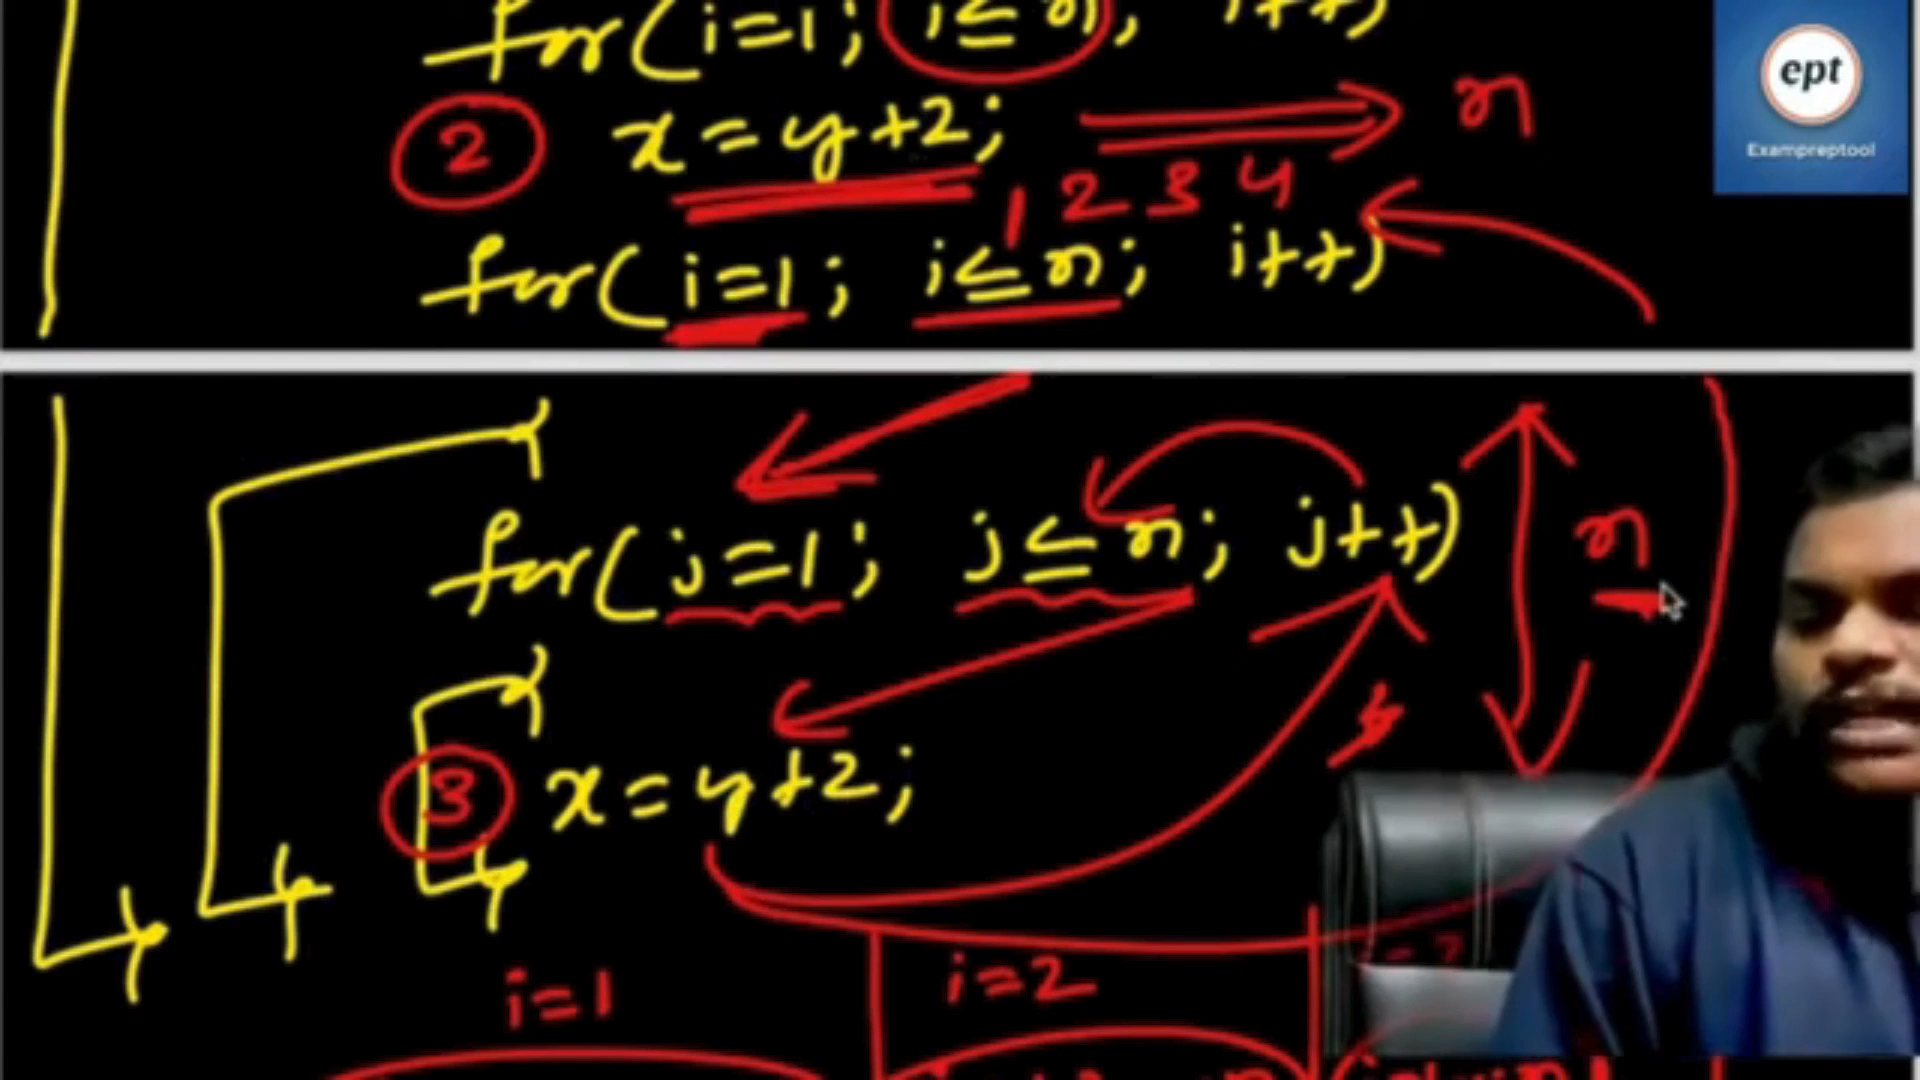 for(i=1; i≤n; i++)
ept
Exampreptool
2 x=y+2; n
1 2 3 4
for(i=1; i≤n; i++)
for(j=1; j≤n; j++) n
3 x=y+2;
i=1 i=2